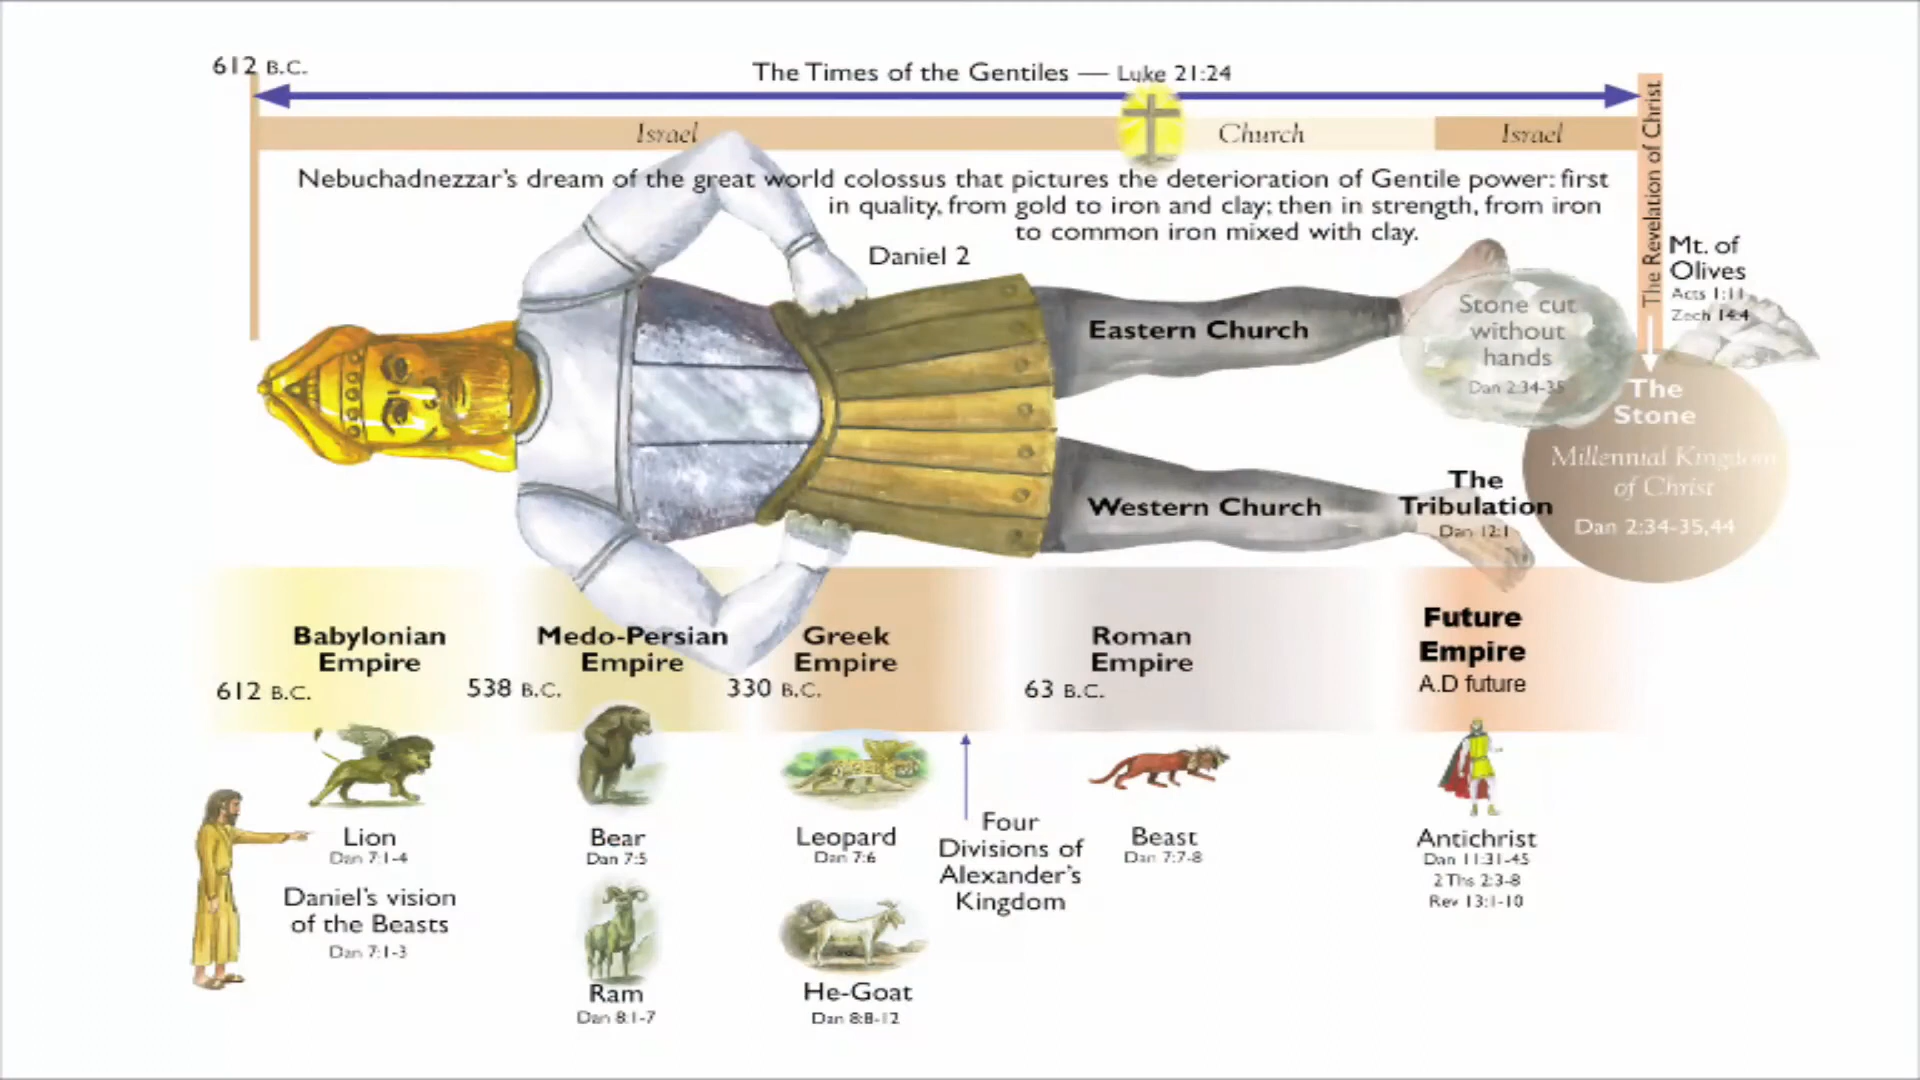 612 B.C.
The Times of the Gentiles — Luke 21:24
Israel
Church
Israel
The Revelation of Christ
Nebuchadnezzar's dream of the great world colossus that pictures the deterioration of Gentile power: first
in quality, from gold to iron and clay; then in strength, from iron
to common iron mixed with clay.
Daniel 2
Mt. of
Olives
Acts 1:11
Zech 14:4
Eastern Church
Stone cut
without
hands
Dan 2:34-35
The
Stone
Millennial Kingdom
of Christ
Dan 2:34-35,44
Western Church
The
Tribulation
Dan 12:1
Babylonian
Empire
612 B.C.
Medo-Persian
Empire
538 B.C.
Greek
Empire
330 B.C.
Roman
Empire
63 B.C.
Future
Empire
A.D future
Lion
Dan 7:1-4
Bear
Dan 7:5
Leopard
Dan 7:6
Four
Divisions of
Alexander's
Kingdom
Beast
Dan 7:7-8
Antichrist
Dan 11:31-45
2 Ths 2:3-8
Rev 13:1-10
Daniel's vision
of the Beasts
Dan 7:1-3
Ram
Dan 8:1-7
He-Goat
Dan 8:8-12